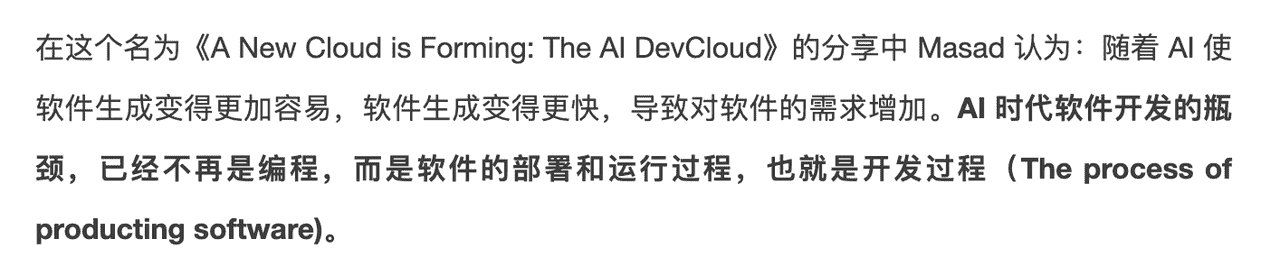 在这个名为《A New Cloud is Forming: The AI DevCloud》的分享中 Masad 认为：随着 AI 使
软件生成变得更加容易，软件生成变得更快，导致对软件的需求增加。AI 时代软件开发的瓶
颈，已经不再是编程，而是软件的部署和运行过程，也就是开发过程（The process of
producting software)。